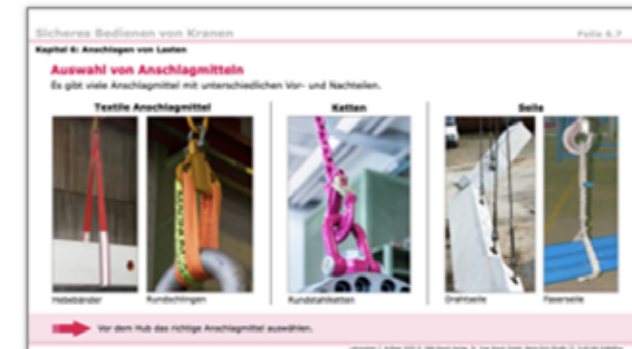 Sicheres Bedienen von Kranen
Folie 6.7
Kapitel 6: Anschlagen von Lasten
Auswahl von Anschlagmitteln
Es gibt viele Anschlagmittel mit unterschiedlichen Vor- und Nachteilen.
Textile Anschlagmittel
Ketten
Seile
Hebebänder
Rundschlingen
Rundstahlketten
Drahtseile
Faserseile
Vor dem Hub das richtige Anschlagmittel auswählen.